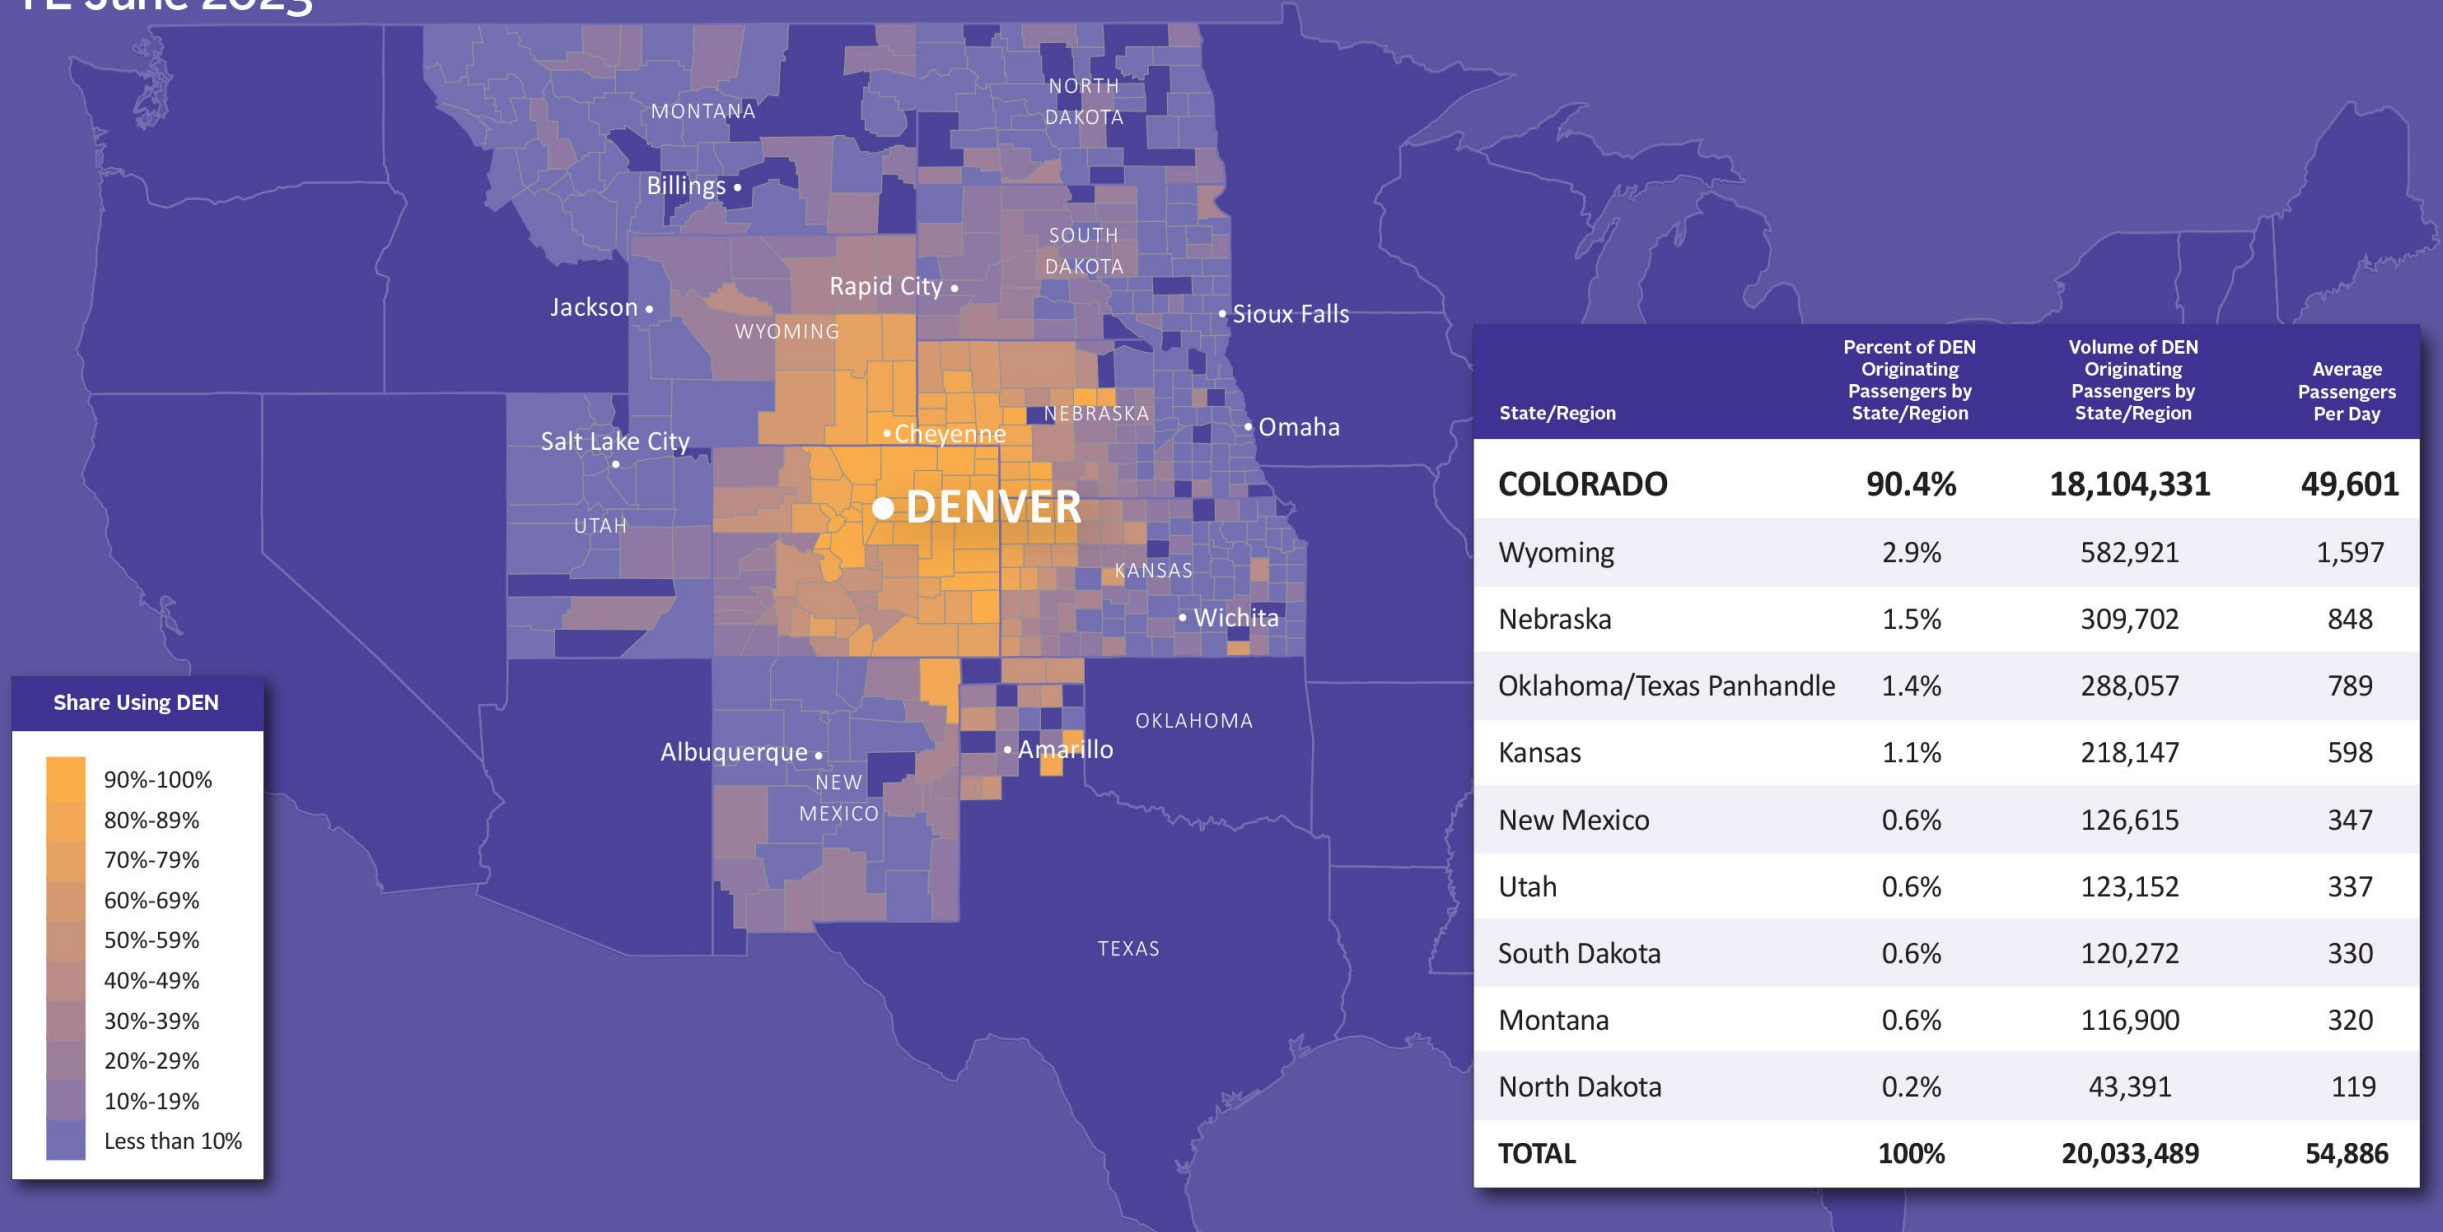 YE June 2023
MONTANA
NORTH
DAKOTA
Billings
SOUTH
DAKOTA
Rapid City
Jackson
Sioux Falls
WYOMING
NEBRASKA
Cheyenne
Omaha
Salt Lake City
DENVER
UTAH
KANSAS
Wichita
OKLAHOMA
Albuquerque
Amarillo
NEW
MEXICO
TEXAS
Share Using DEN
90%-100%
80%-89%
70%-79%
60%-69%
50%-59%
40%-49%
30%-39%
20%-29%
10%-19%
Less than 10%
State/Region
Percent of DEN
Originating
Passengers by
State/Region
Volume of DEN
Originating
Passengers by
State/Region
Average
Passengers
Per Day
COLORADO 90.4% 18,104,331 49,601
Wyoming 2.9% 582,921 1,597
Nebraska 1.5% 309,702 848
Oklahoma/Texas Panhandle 1.4% 288,057 789
Kansas 1.1% 218,147 598
New Mexico 0.6% 126,615 347
Utah 0.6% 123,152 337
South Dakota 0.6% 120,272 330
Montana 0.6% 116,900 320
North Dakota 0.2% 43,391 119
TOTAL 100% 20,033,489 54,886